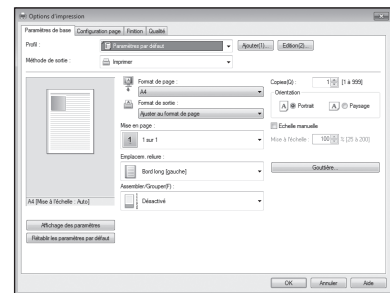 Options d'impression
Paramètres de base Configuration page Finition Qualité
Profil : Paramètres par défaut Ajouter(1)... Edition(2)...
Méthode de sortie : Imprimer
Format de page :
A4
Format de sortie :
Ajuster au format de page
Mise en page :
1 1 sur 1
Emplacem. reliure :
Bord long [gauche]
Assembler/Grouper(F) :
Désactivé
Copies(Q) : 1 [1 à 999]
Orientation
A Portrait A Paysage
Echelle manuelle
Mise à l'échelle : 100 % [25 à 200]
Gouttière...
A4 [Mise à l'échelle : Auto]
Affichage des paramètres
Rétablir les paramètres par défaut
OK Annuler Aide